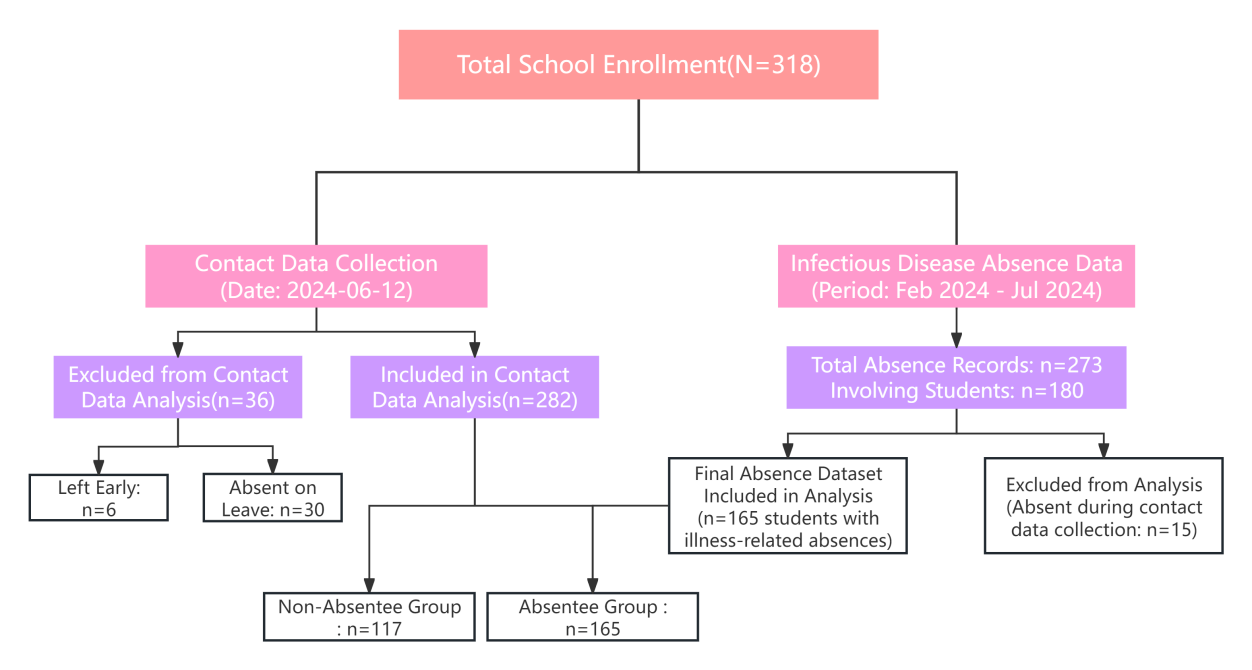 Total School Enrollment(N=318)
Contact Data Collection
(Date: 2024-06-12)
Infectious Disease Absence Data
(Period: Feb 2024 - Jul 2024)
Excluded from Contact
Data Analysis(n=36)
Included in Contact
Data Analysis(n=282)
Total Absence Records: n=273
Involving Students: n=180
Left Early:
n=6
Absent on
Leave: n=30
Final Absence Dataset
Included in Analysis
(n=165 students with
illness-related absences)
Excluded from Analysis
(Absent during contact
data collection: n=15)
Non-Absentee Group
: n=117
Absentee Group :
n=165